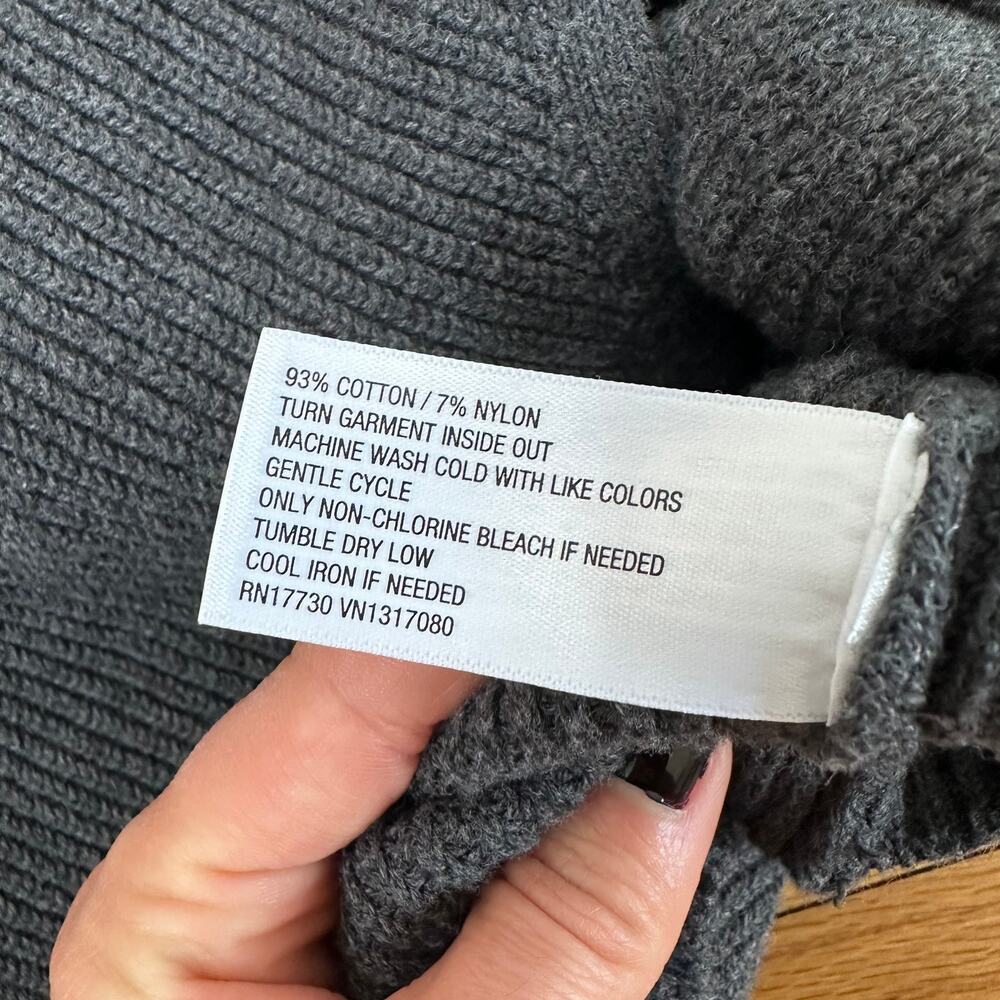 93% COTTON / 7% NYLON
TURN GARMENT INSIDE OUT
MACHINE WASH COLD WITH LIKE COLORS
GENTLE CYCLE
ONLY NON-CHLORINE BLEACH IF NEEDED
TUMBLE DRY LOW
COOL IRON IF NEEDED
RN17730 VN1317080